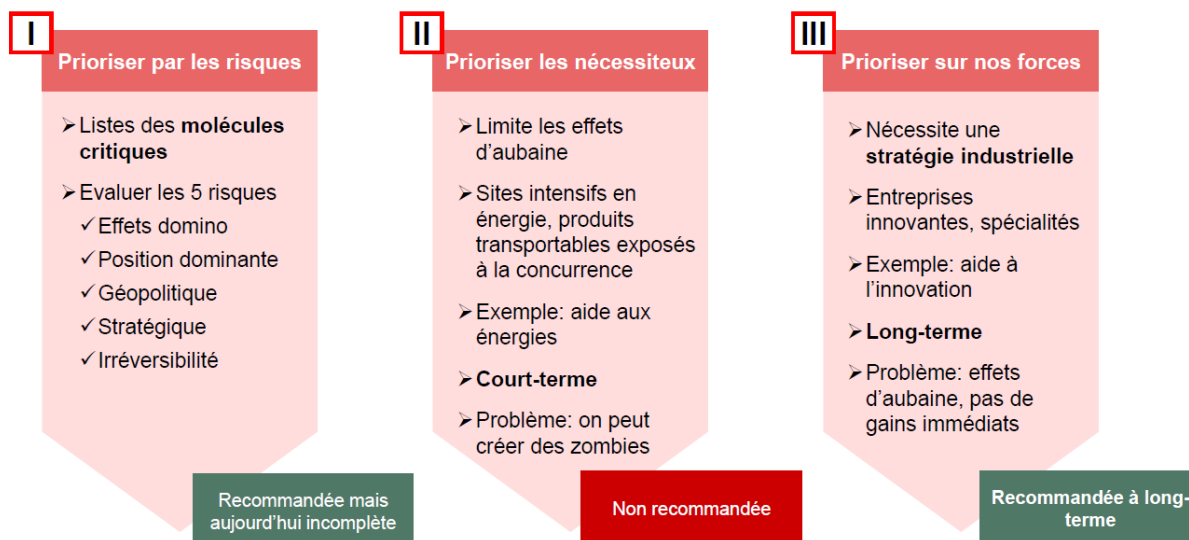 I
Prioriser par les risques
➢Listes des molécules
critiques
➢Evaluer les 5 risques
✓Effets domino
✓Position dominante
✓Géopolitique
✓Stratégique
✓Irréversibilité
Recommandée mais
aujourd’hui incomplète
II
Prioriser les nécessiteux
➢Limite les effets
d’aubaine
➢Sites intensifs en
énergie, produits
transportables exposés
à la concurrence
➢Exemple: aide aux
énergies
➢Court-terme
➢Problème: on peut
créer des zombies
Non recommandée
III
Prioriser sur nos forces
➢Nécessite une
stratégie industrielle
➢Entreprises
innovantes, spécialités
➢Exemple: aide à
l’innovation
➢Long-terme
➢Problème: effets
d’aubaine, pas de
gains immédiats
Recommandée à long-
terme